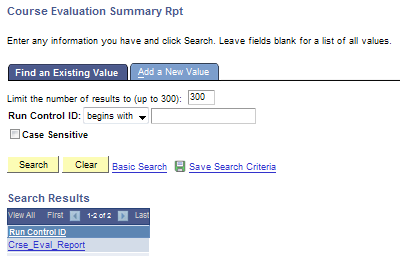 Course Evaluation Summary Rpt
Enter any information you have and click Search. Leave fields blank for a list of all values.
Find an Existing Value Add a New Value
Limit the number of results to (up to 300): 300
Run Control ID: begins with
Case Sensitive
Search Clear Basic Search Save Search Criteria
Search Results
View All First 1-2 of 2 Last
Run Control ID
Crse_Eval_Report